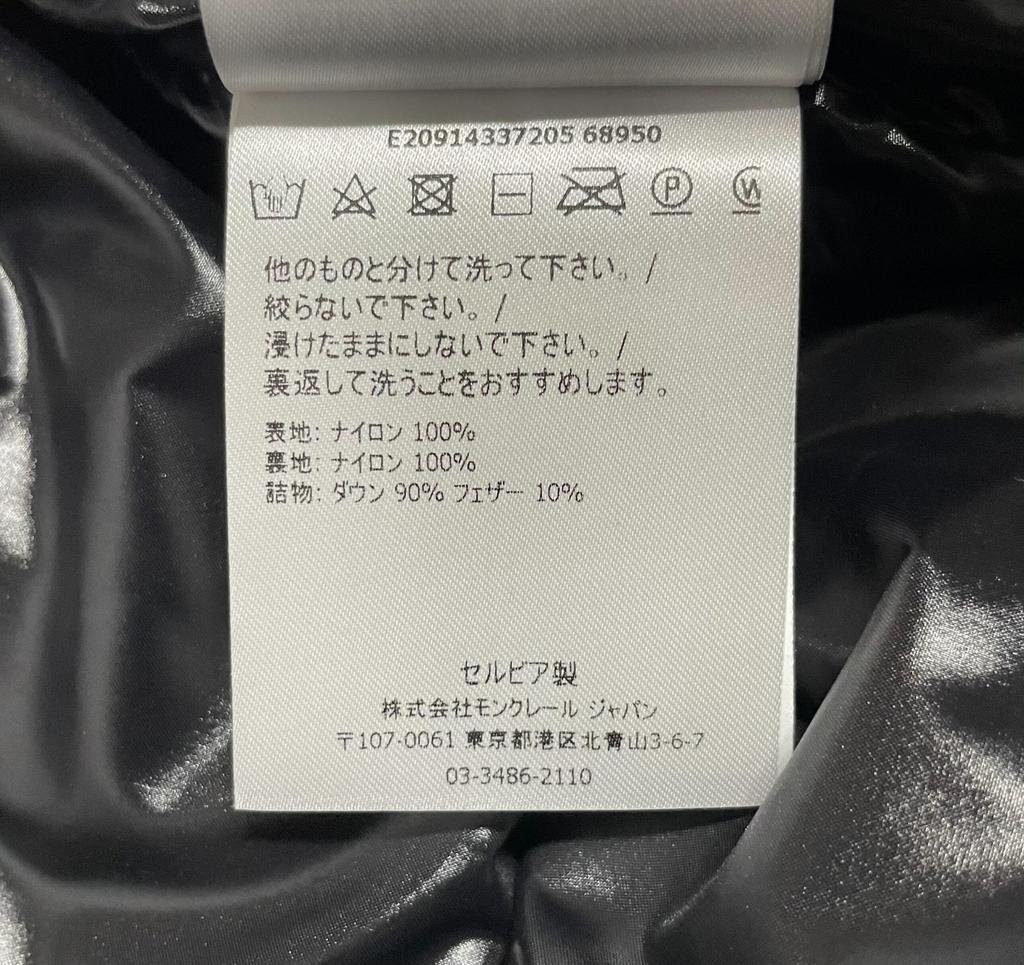 E20914337205 68950
P W
他のものと分けて洗って下さい。/
絞らないで下さい。/
浸けたままにしないで下さい。/
裏返して洗うことをおすすめします。
表地: ナイロン 100%
裏地: ナイロン 100%
詰物: ダウン 90% フェザー 10%
セルビア製
株式会社モンクレール ジャパン
〒107-0061 東京都港区北青山3-6-7
03-3486-2110